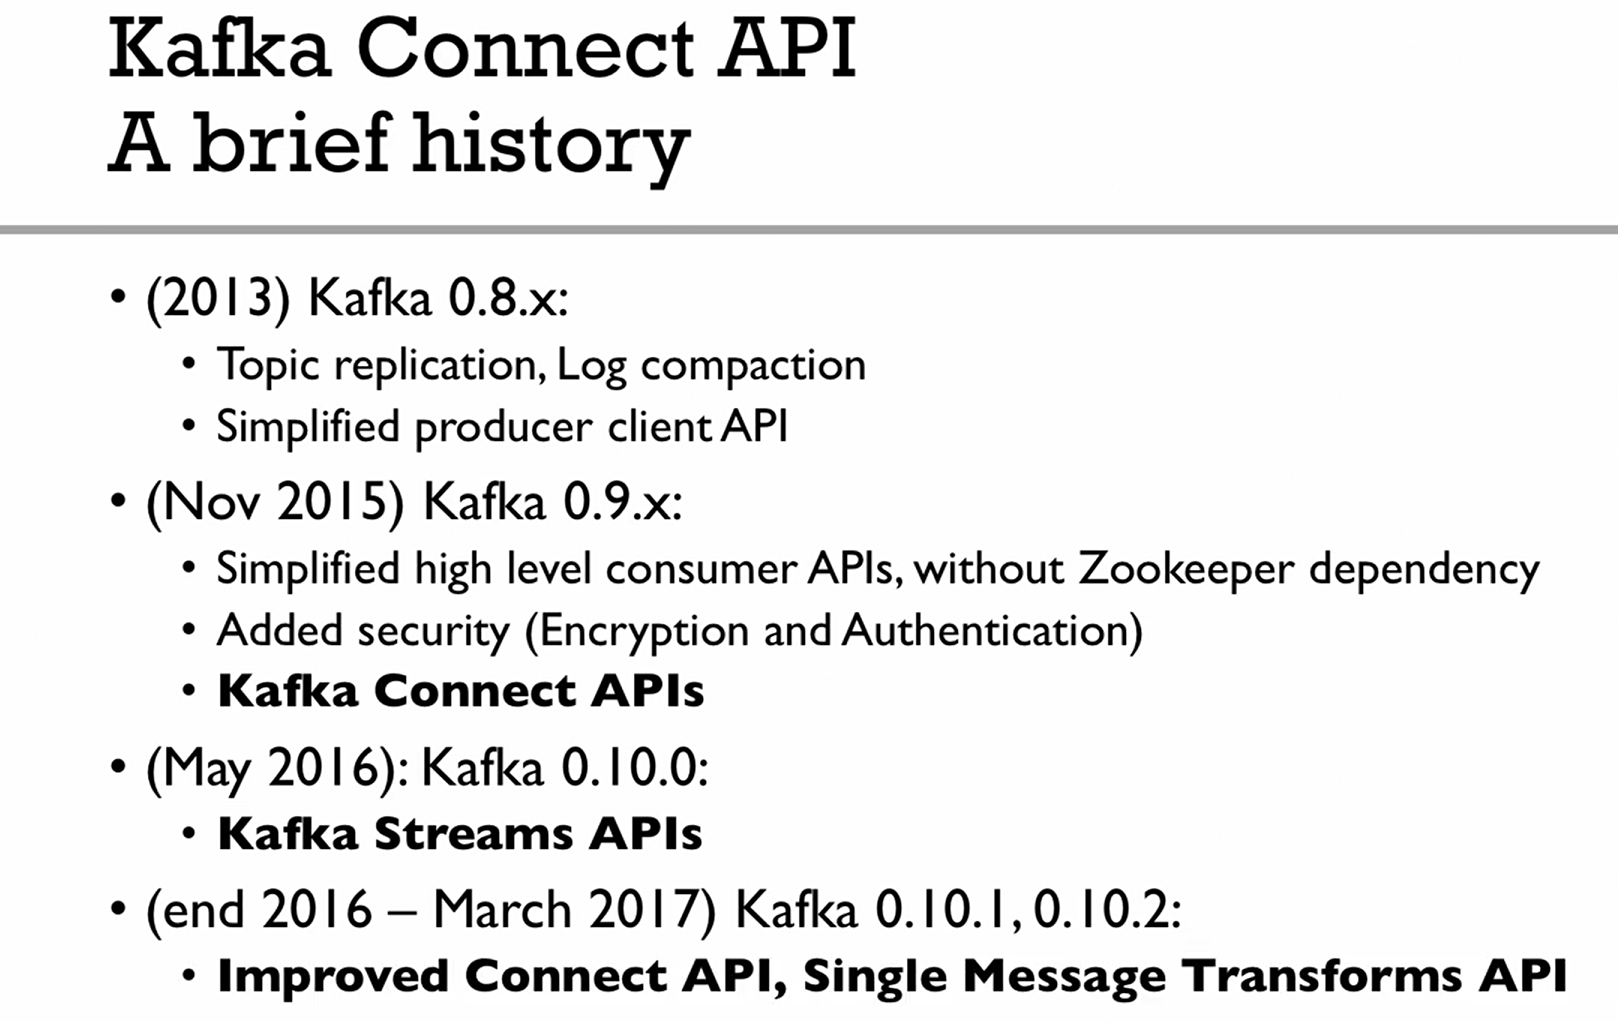 Kafka Connect API
A brief history
• (2013) Kafka 0.8.x:
• Topic replication, Log compaction
• Simplified producer client API
• (Nov 2015) Kafka 0.9.x:
• Simplified high level consumer APIs, without Zookeeper dependency
• Added security (Encryption and Authentication)
• Kafka Connect APIs
• (May 2016): Kafka 0.10.0:
• Kafka Streams APIs
• (end 2016 – March 2017) Kafka 0.10.1, 0.10.2:
• Improved Connect API, Single Message Transforms API